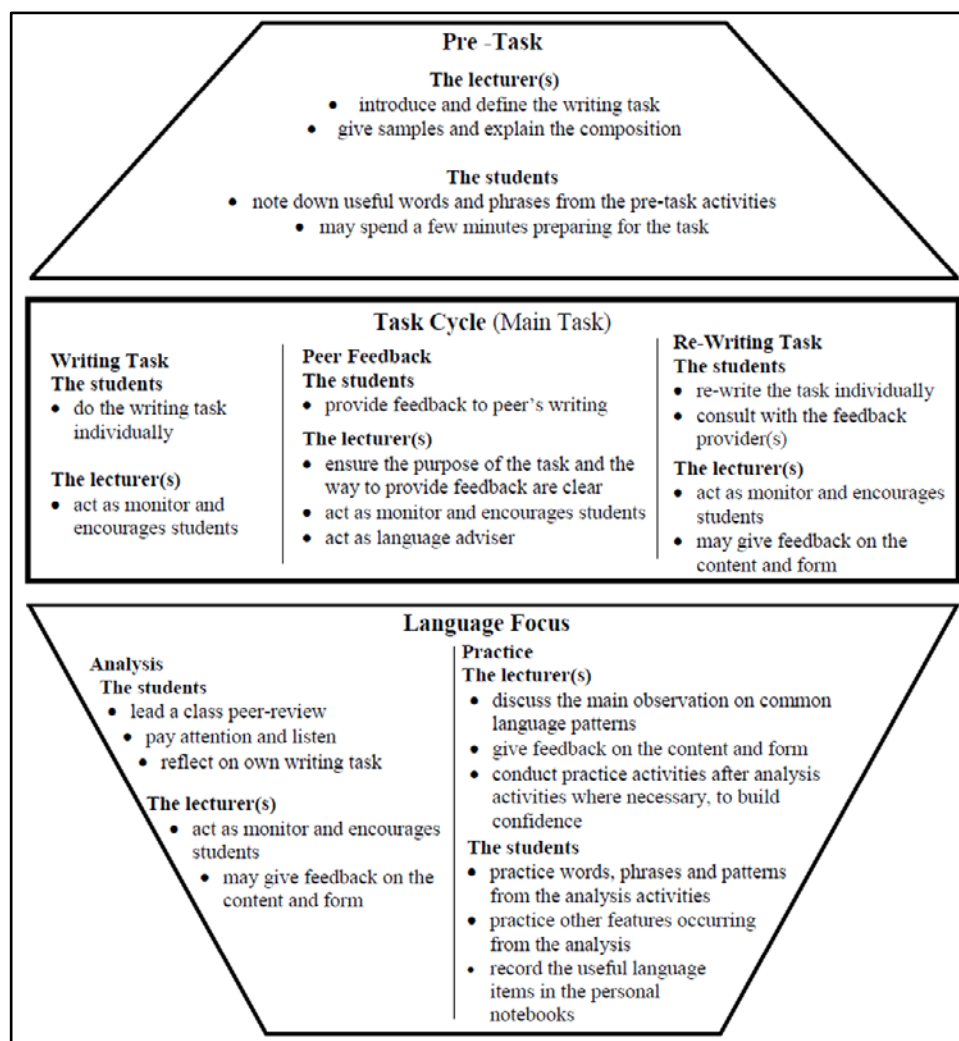 Pre -Task
The lecturer(s)
• introduce and define the writing task
• give samples and explain the composition
The students
• note down useful words and phrases from the pre-task activities
• may spend a few minutes preparing for the task
Task Cycle (Main Task)
Writing Task
The students
• do the writing task
individually
The lecturer(s)
• act as monitor and
encourages students
Peer Feedback
The students
• provide feedback to peer's writing
The lecturer(s)
• ensure the purpose of the task and the
way to provide feedback are clear
• act as monitor and encourages students
• act as language adviser
Re-Writing Task
The students
• re-write the task individually
• consult with the feedback
provider(s)
The lecturer(s)
• act as monitor and encourages
students
• may give feedback on the
content and form
Language Focus
Analysis
The students
• lead a class peer-review
• pay attention and listen
• reflect on own writing task
The lecturer(s)
• act as monitor and encourages
students
• may give feedback on the
content and form
Practice
The lecturer(s)
• discuss the main observation on common
language patterns
• give feedback on the content and form
• conduct practice activities after analysis
activities where necessary, to build
confidence
The students
• practice words, phrases and patterns
from the analysis activities
• practice other features occurring
from the analysis
• record the useful language
items in the personal
notebooks